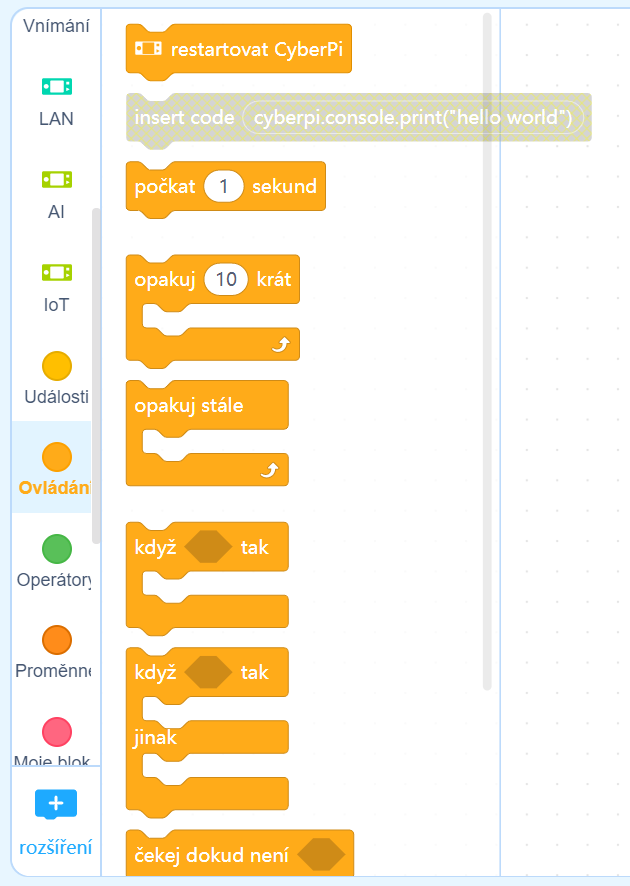 Vnímání
LAN
AI
IoT
Události
Ovládán
Operátory
Proměnné
Moje blok
rozšíření
restartovat CyberPi
insert code cyberpi.console.print("hello world")
počkat 1 sekund
opakuj 10 krát
opakuj stále
když tak
když tak
jinak
čekej dokud není